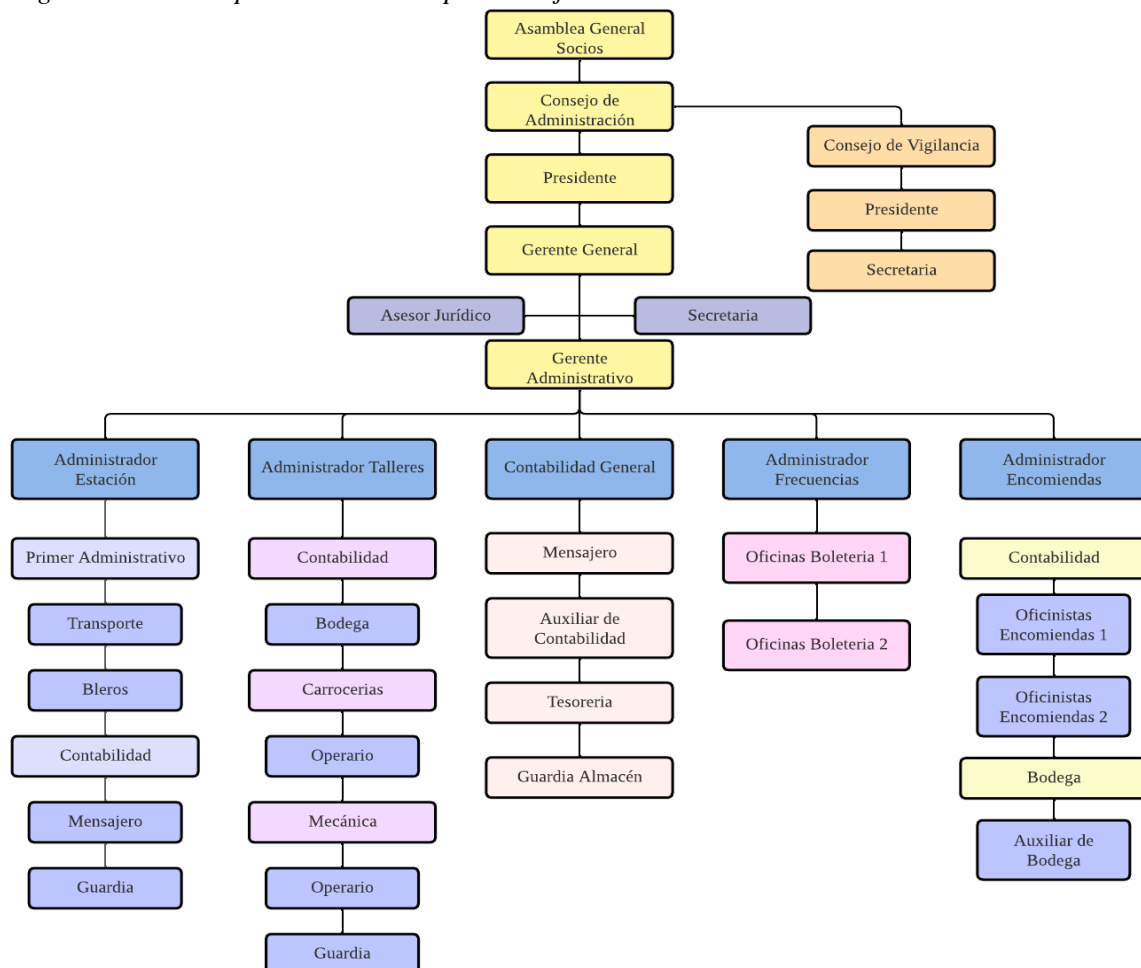 Asamblea General
Socios
Consejo de
Administración
Consejo de Vigilancia
Presidente
Presidente
Gerente General
Secretaria
Asesor Jurídico
Secretaria
Gerente
Administrativo
Administrador
Estación
Primer Administrativo
Transporte
Bleros
Contabilidad
Mensajero
Guardia
Administrador Talleres
Contabilidad
Bodega
Carrocerias
Operario
Mecánica
Operario
Guardia
Contabilidad General
Mensajero
Auxiliar de
Contabilidad
Tesoreria
Guardia Almacén
Administrador
Frecuencias
Oficinas Boleteria 1
Oficinas Boleteria 2
Administrador
Encomiendas
Contabilidad
Oficinistas
Encomiendas 1
Oficinistas
Encomiendas 2
Bodega
Auxiliar de
Bodega